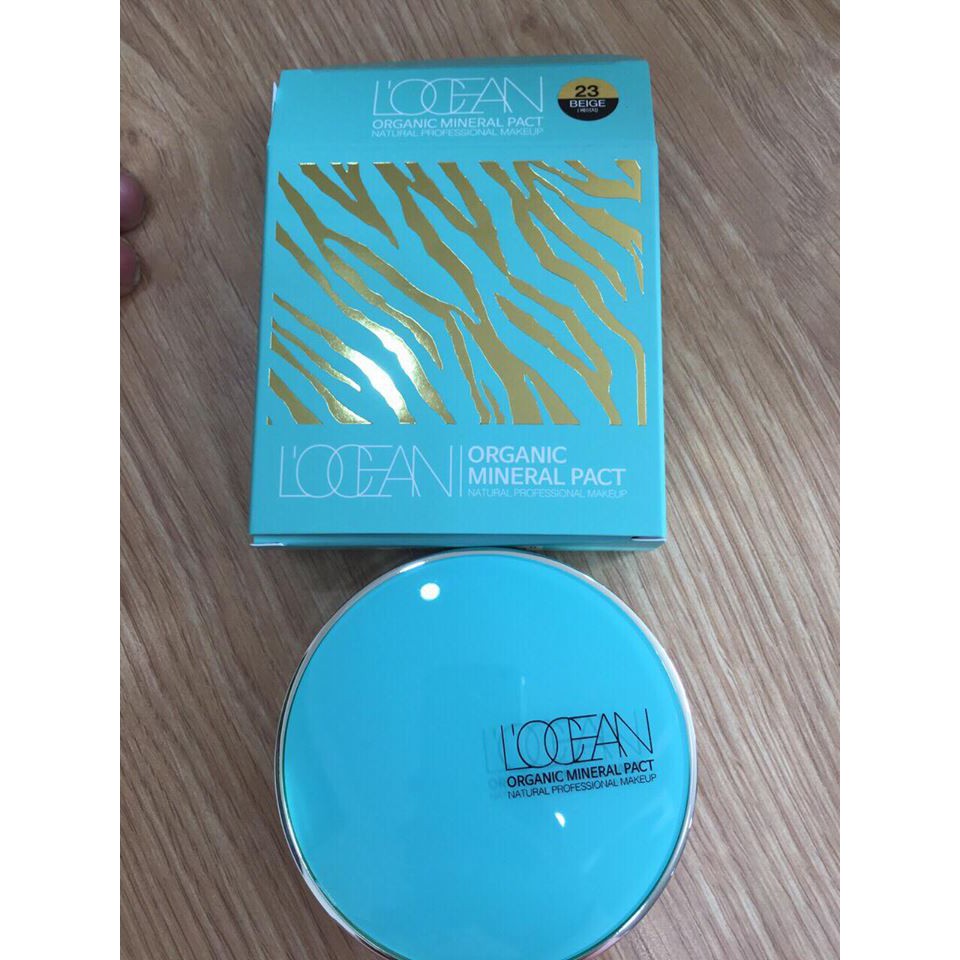 L'OCEAN
ORGANIC MINERAL PACT
NATURAL PROFESSIONAL MAKEUP
23
BEIGE
L'OCEAN
ORGANIC
MINERAL PACT
NATURAL PROFESSIONAL MAKEUP
L'OCEAN
ORGANIC MINERAL PACT
NATURAL PROFESSIONAL MAKEUP